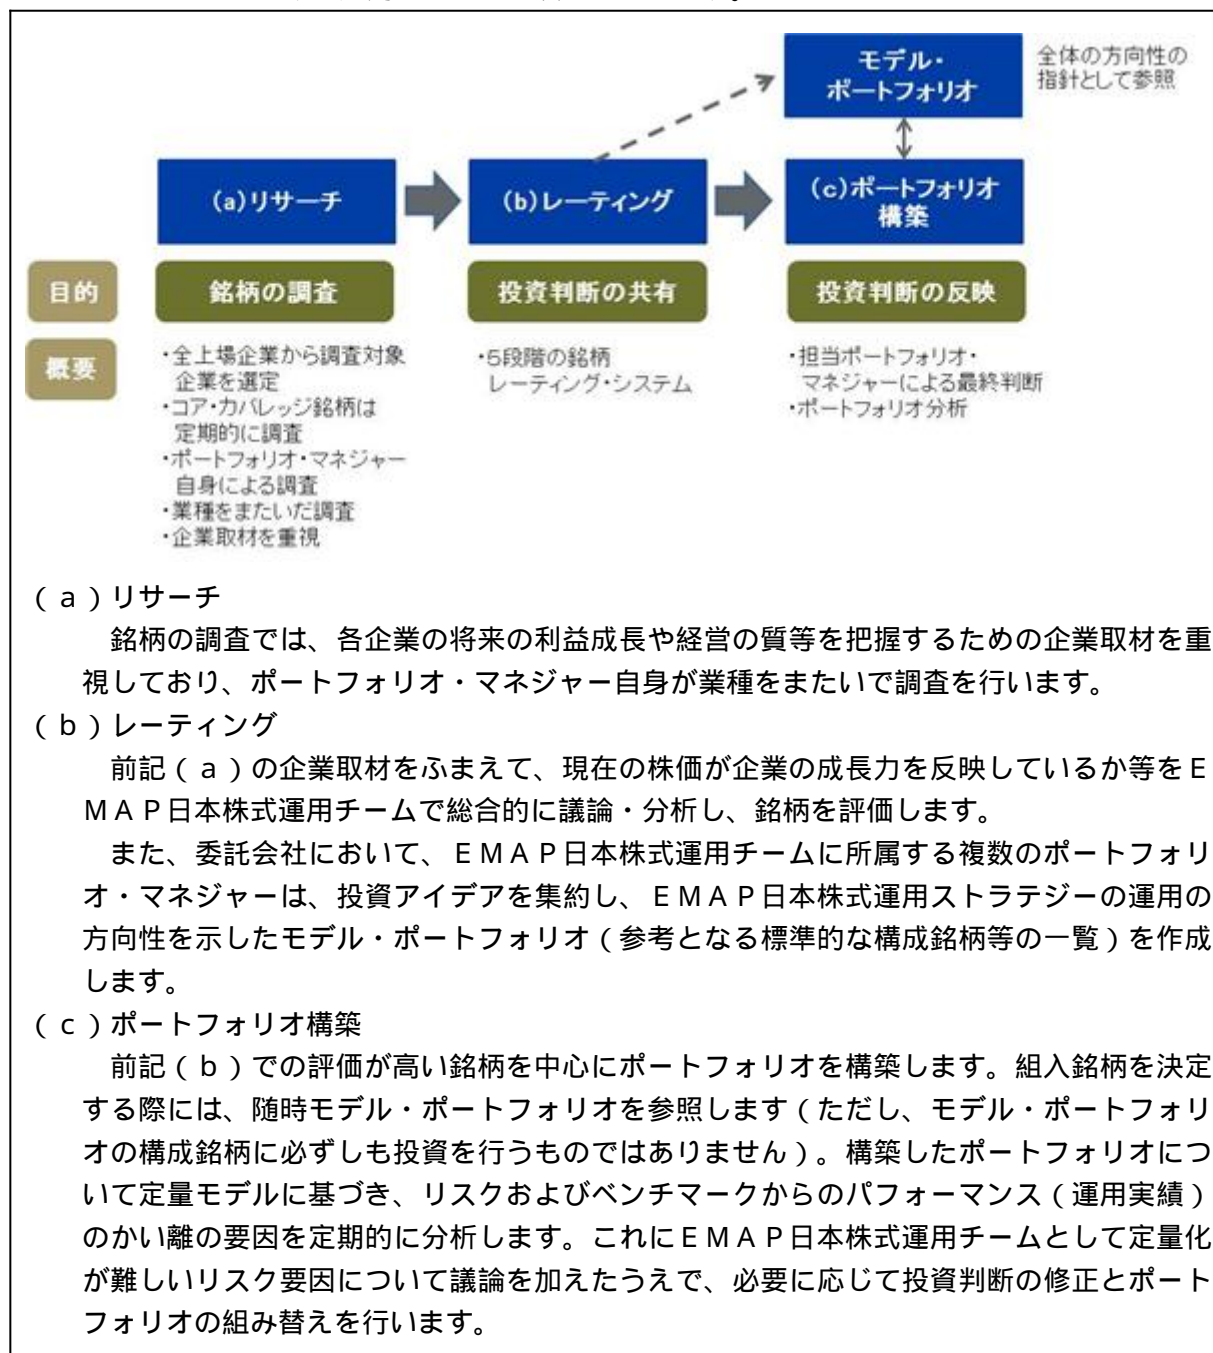 モデル・
ポートフォリオ
全体の方向性の
指針として参照
(a)リサーチ
(b)レーティング
(c)ポートフォリオ
構築
目的
銘柄の調査
投資判断の共有
投資判断の反映
概要
・全上場企業から調査対象
企業を選定
・コア・カバレッジ銘柄は
定期的に調査
・ポートフォリオ・マネジャー
自身による調査
・業種をまたいだ調査
・企業取材を重視
・5段階の銘柄
レーティング・システム
・担当ポートフォリオ・
マネジャーによる最終判断
・ポートフォリオ分析
(a)リサーチ
銘柄の調査では、各企業の将来の利益成長や経営の質等を把握するための企業取材を重
視しており、ポートフォリオ・マネジャー自身が業種をまたいで調査を行います。
(b)レーティング
前記(a)の企業取材をふまえて、現在の株価が企業の成長力を反映しているか等をE
MAP日本株式運用チームで総合的に議論・分析し、銘柄を評価します。
また、委託会社において、EMAP日本株式運用チームに所属する複数のポートフォリ
オ・マネジャーは、投資アイデアを集約し、EMAP日本株式運用ストラテジーの運用の
方向性を示したモデル・ポートフォリオ(参考となる標準的な構成銘柄等の一覧)を作成
します。
(c)ポートフォリオ構築
前記(b)での評価が高い銘柄を中心にポートフォリオを構築します。組入銘柄を決定
する際には、随時モデル・ポートフォリオを参照します(ただし、モデル・ポートフォリ
オの構成銘柄に必ずしも投資を行うものではありません)。構築したポートフォリオにつ
いて定量モデルに基づき、リスクおよびベンチマークからのパフォーマンス(運用実績)
のかい離の要因を定期的に分析します。これにEMAP日本株式運用チームとして定量化
が難しいリスク要因について議論を加えたうえで、必要に応じて投資判断の修正とポート
フォリオの組み替えを行います。